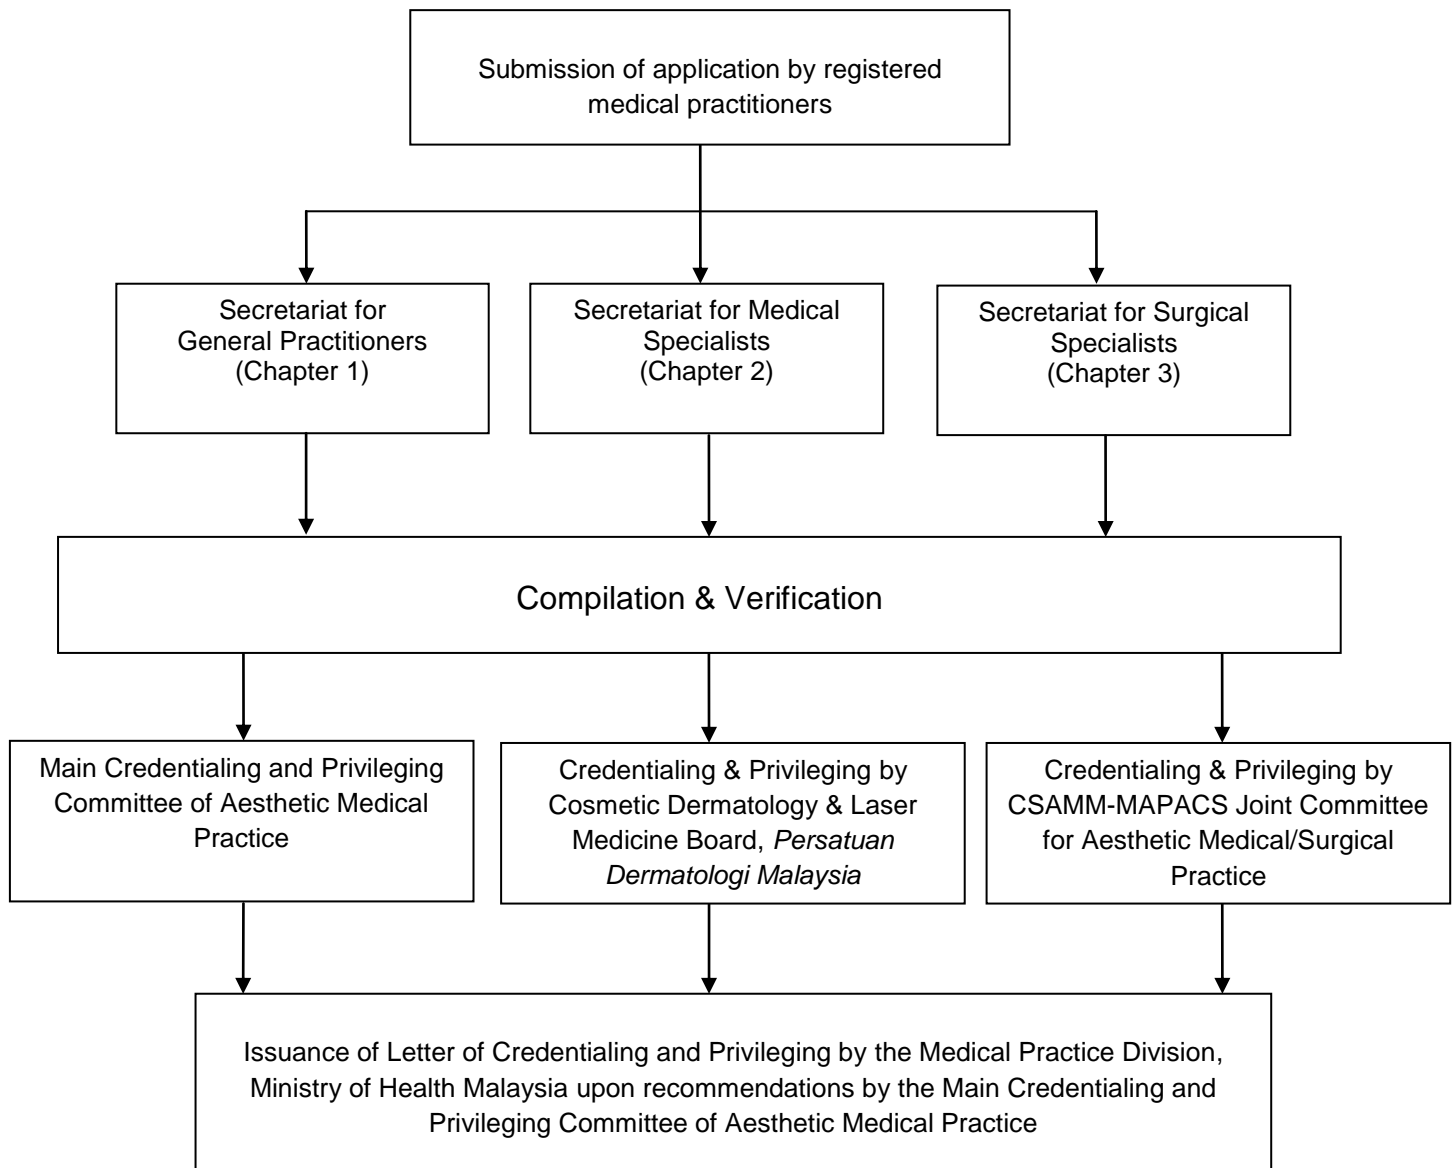 Submission of application by registered
medical practitioners
Secretariat for
General Practitioners
(Chapter 1)
Secretariat for Medical
Specialists
(Chapter 2)
Secretariat for Surgical
Specialists
(Chapter 3)
Compilation & Verification
Main Credentialing and Privileging
Committee of Aesthetic Medical
Practice
Credentialing & Privileging by
Cosmetic Dermatology & Laser
Medicine Board, Persatuan
Dermatologi Malaysia
Credentialing & Privileging by
CSAMM-MAPACS Joint Committee
for Aesthetic Medical/Surgical
Practice
Issuance of Letter of Credentialing and Privileging by the Medical Practice Division,
Ministry of Health Malaysia upon recommendations by the Main Credentialing and
Privileging Committee of Aesthetic Medical Practice